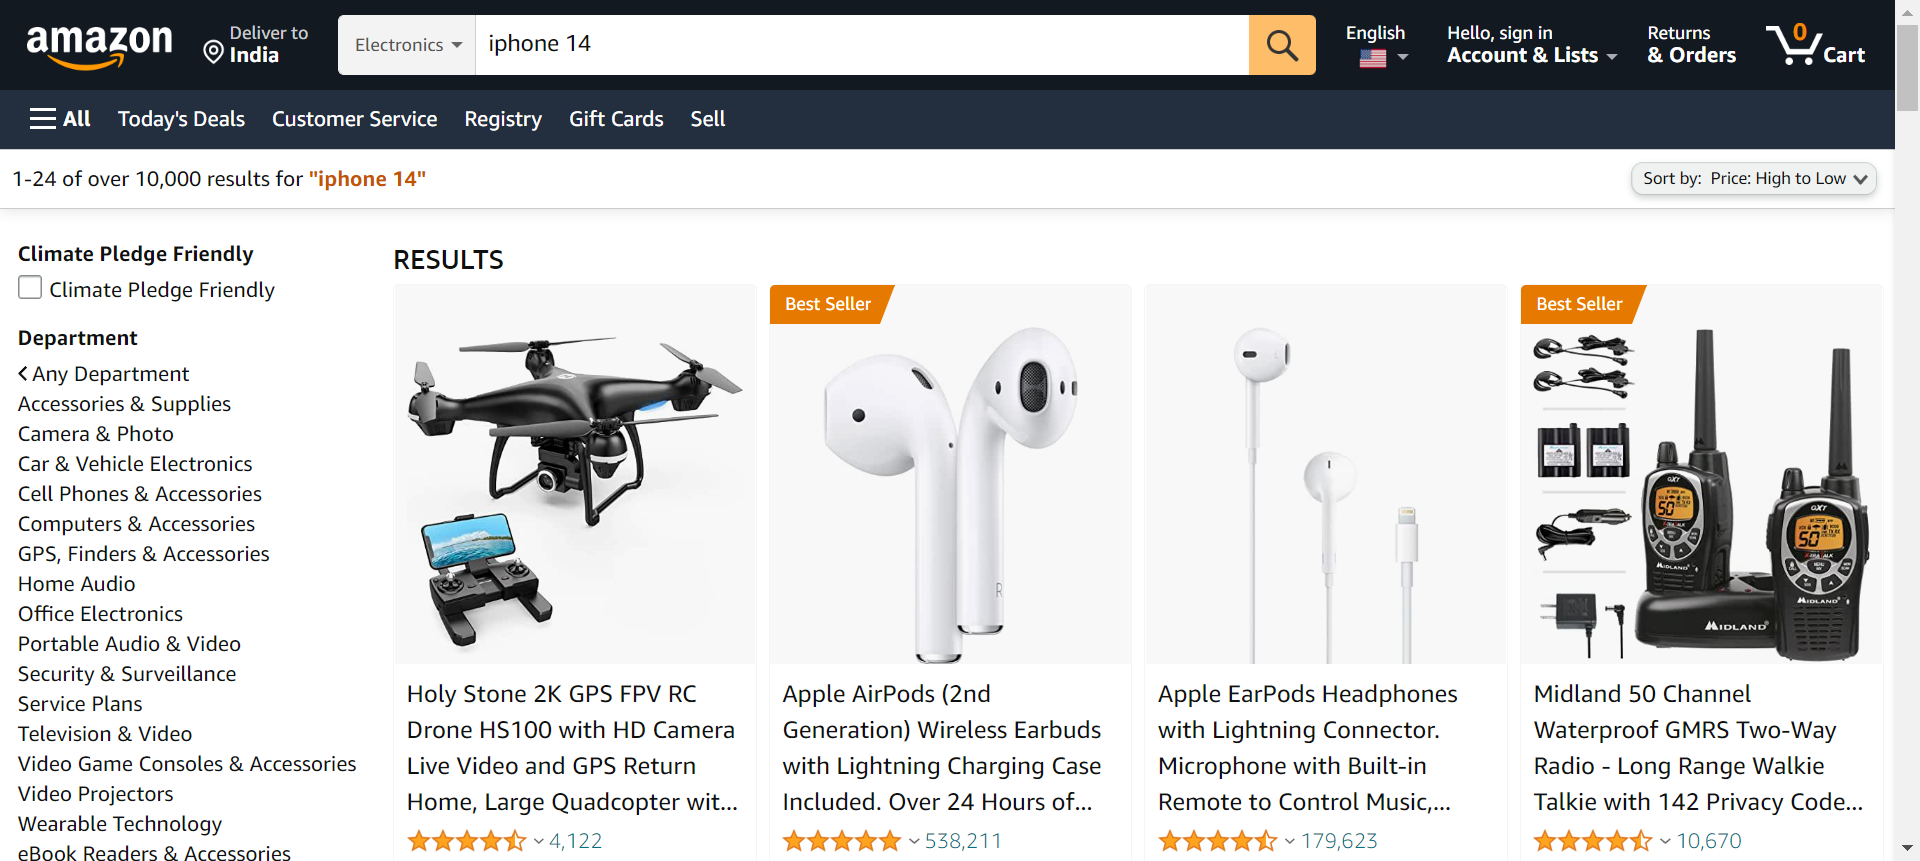 amazon
Deliver to
India
Electronics
iphone 14
English
Hello, sign in
Account & Lists
Returns
& Orders
0
Cart
All
Today's Deals
Customer Service
Registry
Gift Cards
Sell
1-24 of over 10,000 results for "iphone 14"
Sort by: Price: High to Low
Climate Pledge Friendly
Climate Pledge Friendly
Department
Any Department
Accessories & Supplies
Camera & Photo
Car & Vehicle Electronics
Cell Phones & Accessories
Computers & Accessories
GPS, Finders & Accessories
Home Audio
Office Electronics
Portable Audio & Video
Security & Surveillance
Service Plans
Television & Video
Video Game Consoles & Accessories
Video Projectors
Wearable Technology
eBook Readers & Accessories
RESULTS
Holy Stone 2K GPS FPV RC
Drone HS100 with HD Camera
Live Video and GPS Return
Home, Large Quadcopter wit...
4,122
Best Seller
R
Apple AirPods (2nd
Generation) Wireless Earbuds
with Lightning Charging Case
Included. Over 24 Hours of...
538,211
Apple EarPods Headphones
with Lightning Connector.
Microphone with Built-in
Remote to Control Music,...
179,623
Best Seller
GXT
50
MIDLAND
GXT
50
MIDLAND
MIDLAND
Midland 50 Channel
Waterproof GMRS Two-Way
Radio - Long Range Walkie
Talkie with 142 Privacy Code...
10,670